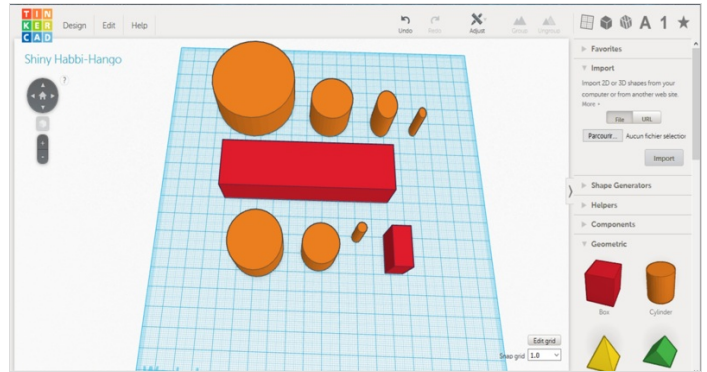 TIN
KER
CAD
Design Edit Help
Undo Redo Adjust Group Ungroup
A 1
Shiny Habbi-Hango
?
Favorites
Import
Import 2D or 3D shapes from your
computer or from another web site.
More
File URL
Parcourir... Aucun fichier selection
Import
Shape Generators
Helpers
Components
Geometric
Box Cylinder
Edit grid
Snap grid 1.0